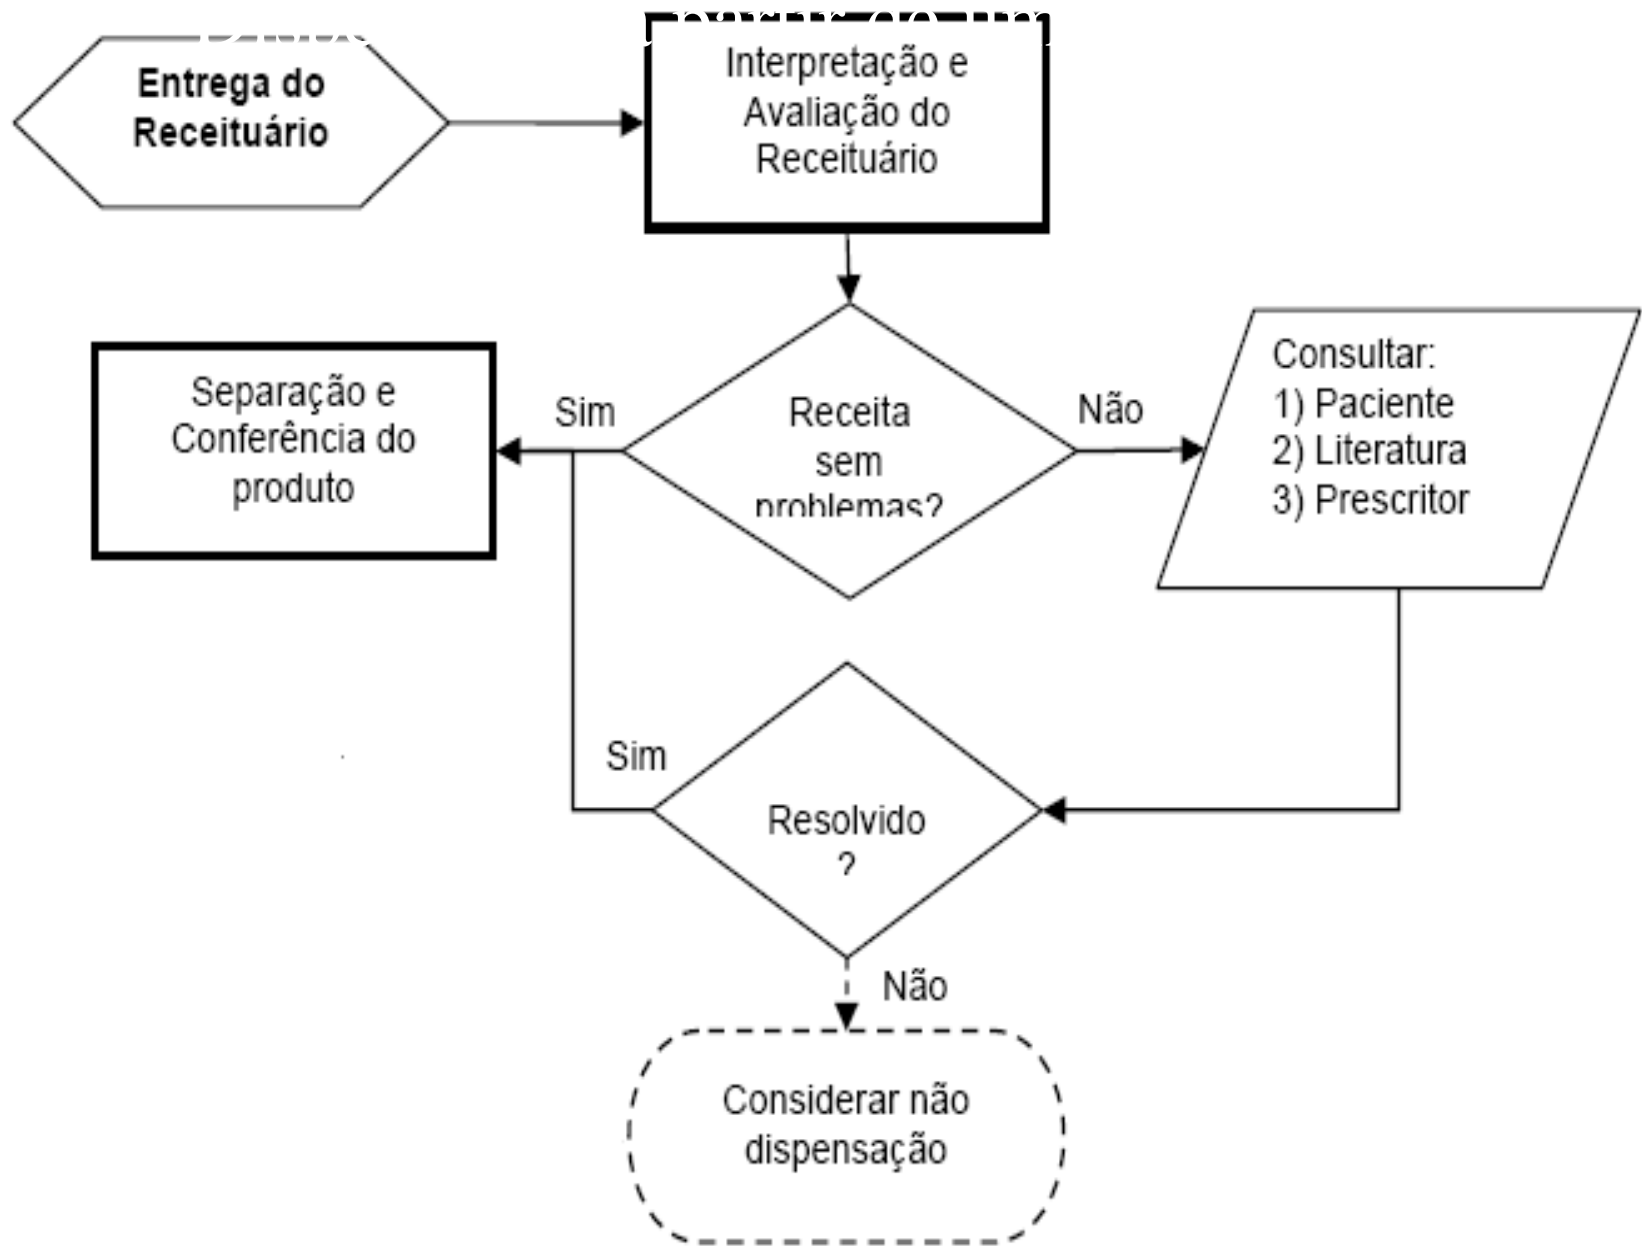 Entrega do
Receituário
Interpretação e
Avaliação do
Receituário
Sim
Receita
sem
problemas?
Não
Separação e
Conferência do
produto
Consultar:
1) Paciente
2) Literatura
3) Prescritor
Sim
Resolvido
?
Não
Considerar não
dispensação